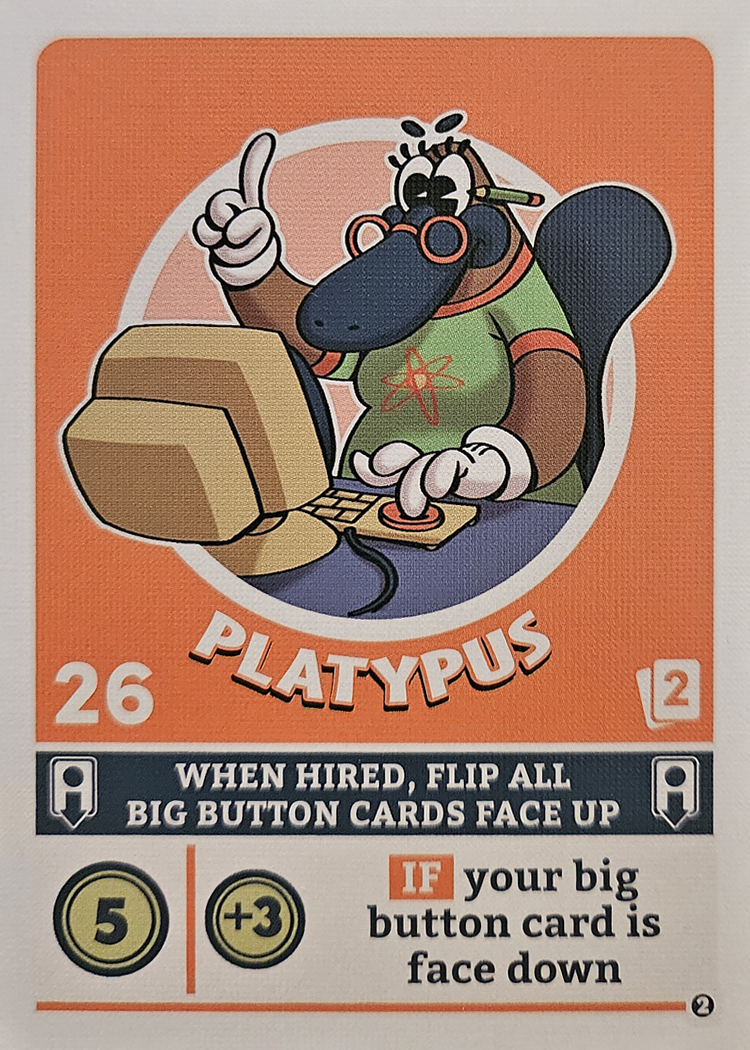 PLATYPUS
26
2
WHEN HIRED, FLIP ALL
BIG BUTTON CARDS FACE UP
5
+3
IF your big
button card is
face down
2